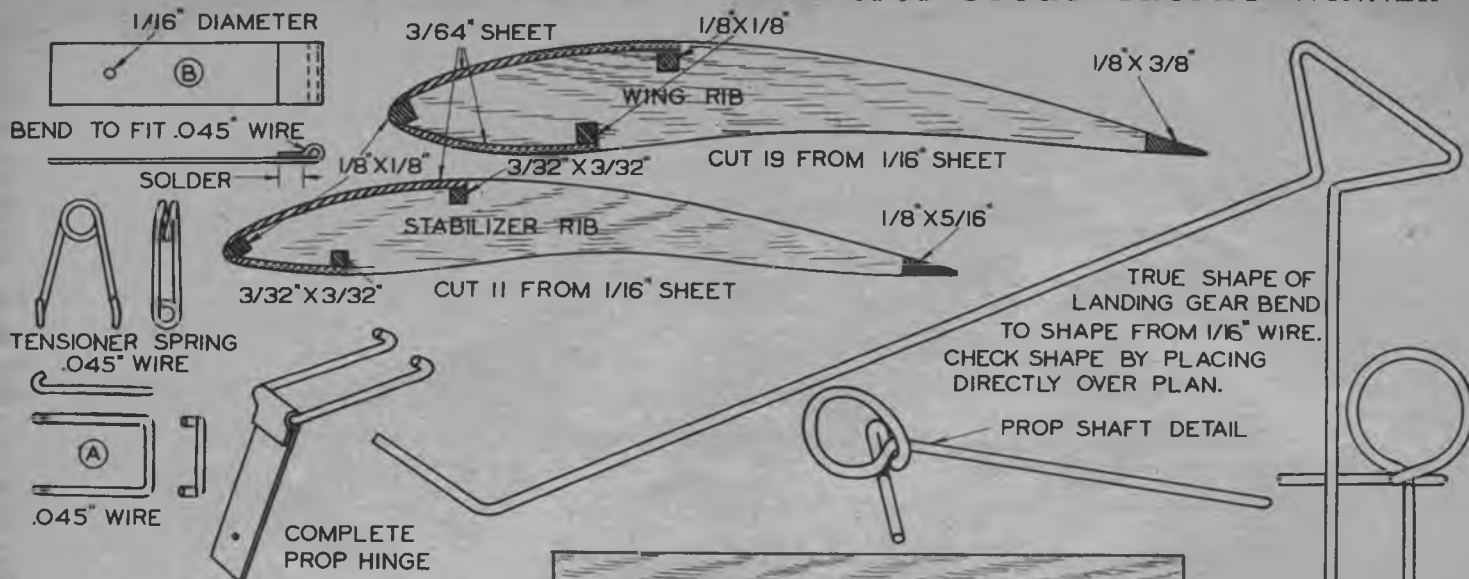 1/16" DIAMETER
B
BEND TO FIT .045" WIRE
SOLDER
3/64" SHEET
1/8"X1/8"
1/8"X 3/8"
WING RIB
CUT 19 FROM 1/16" SHEET
1/8"X1/8"
3/32"X3/32"
STABILIZER RIB
1/8"X5/16"
3/32"X3/32"
CUT 11 FROM 1/16" SHEET
TENSIONER SPRING
.045" WIRE
A
.045" WIRE
COMPLETE
PROP HINGE
TRUE SHAPE OF
LANDING GEAR BEND
TO SHAPE FROM 1/16" WIRE.
CHECK SHAPE BY PLACING
DIRECTLY OVER PLAN.
PROP SHAFT DETAIL